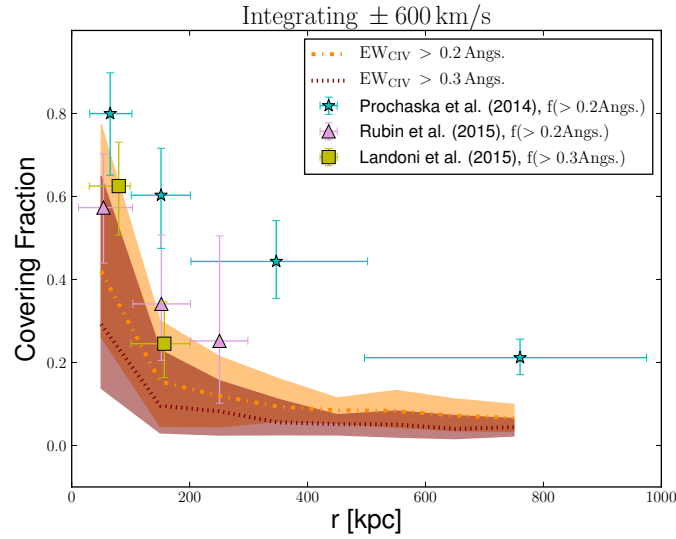 Integrating ± 600 km/s
EW_CIV > 0.2 Angs.
EW_CIV > 0.3 Angs.
Prochaska et al. (2014), f(> 0.2Angs.)
Rubin et al. (2015), f(> 0.2Angs.)
Landoni et al. (2015), f(> 0.3Angs.)
Covering Fraction
0.8
0.6
0.4
0.2
0.0
0 200 400 600 800 1000
r [kpc]